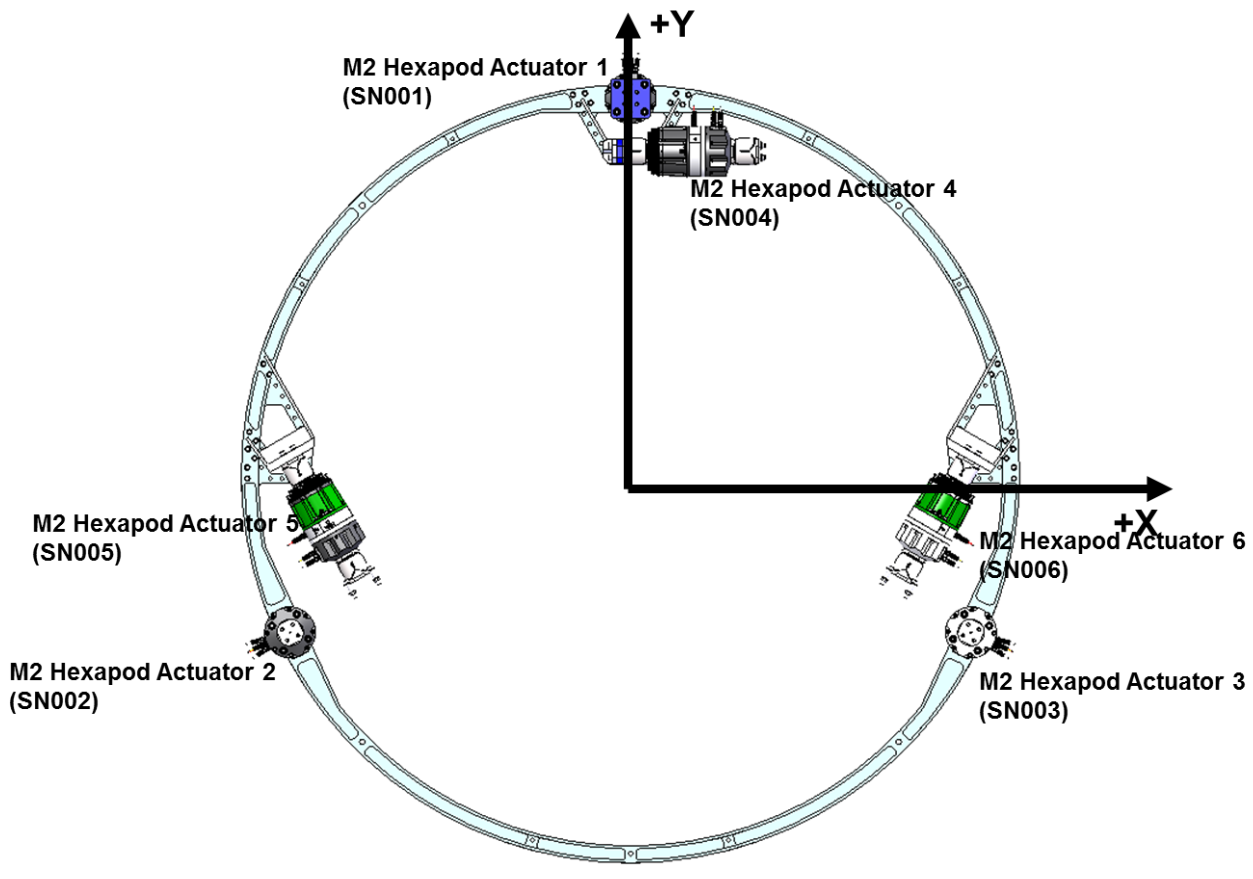 +Y
M2 Hexapod Actuator 1
(SN001)
M2 Hexapod Actuator 4
(SN004)
M2 Hexapod Actuator 5
(SN005)
+X
M2 Hexapod Actuator 6
(SN006)
M2 Hexapod Actuator 2
(SN002)
M2 Hexapod Actuator 3
(SN003)